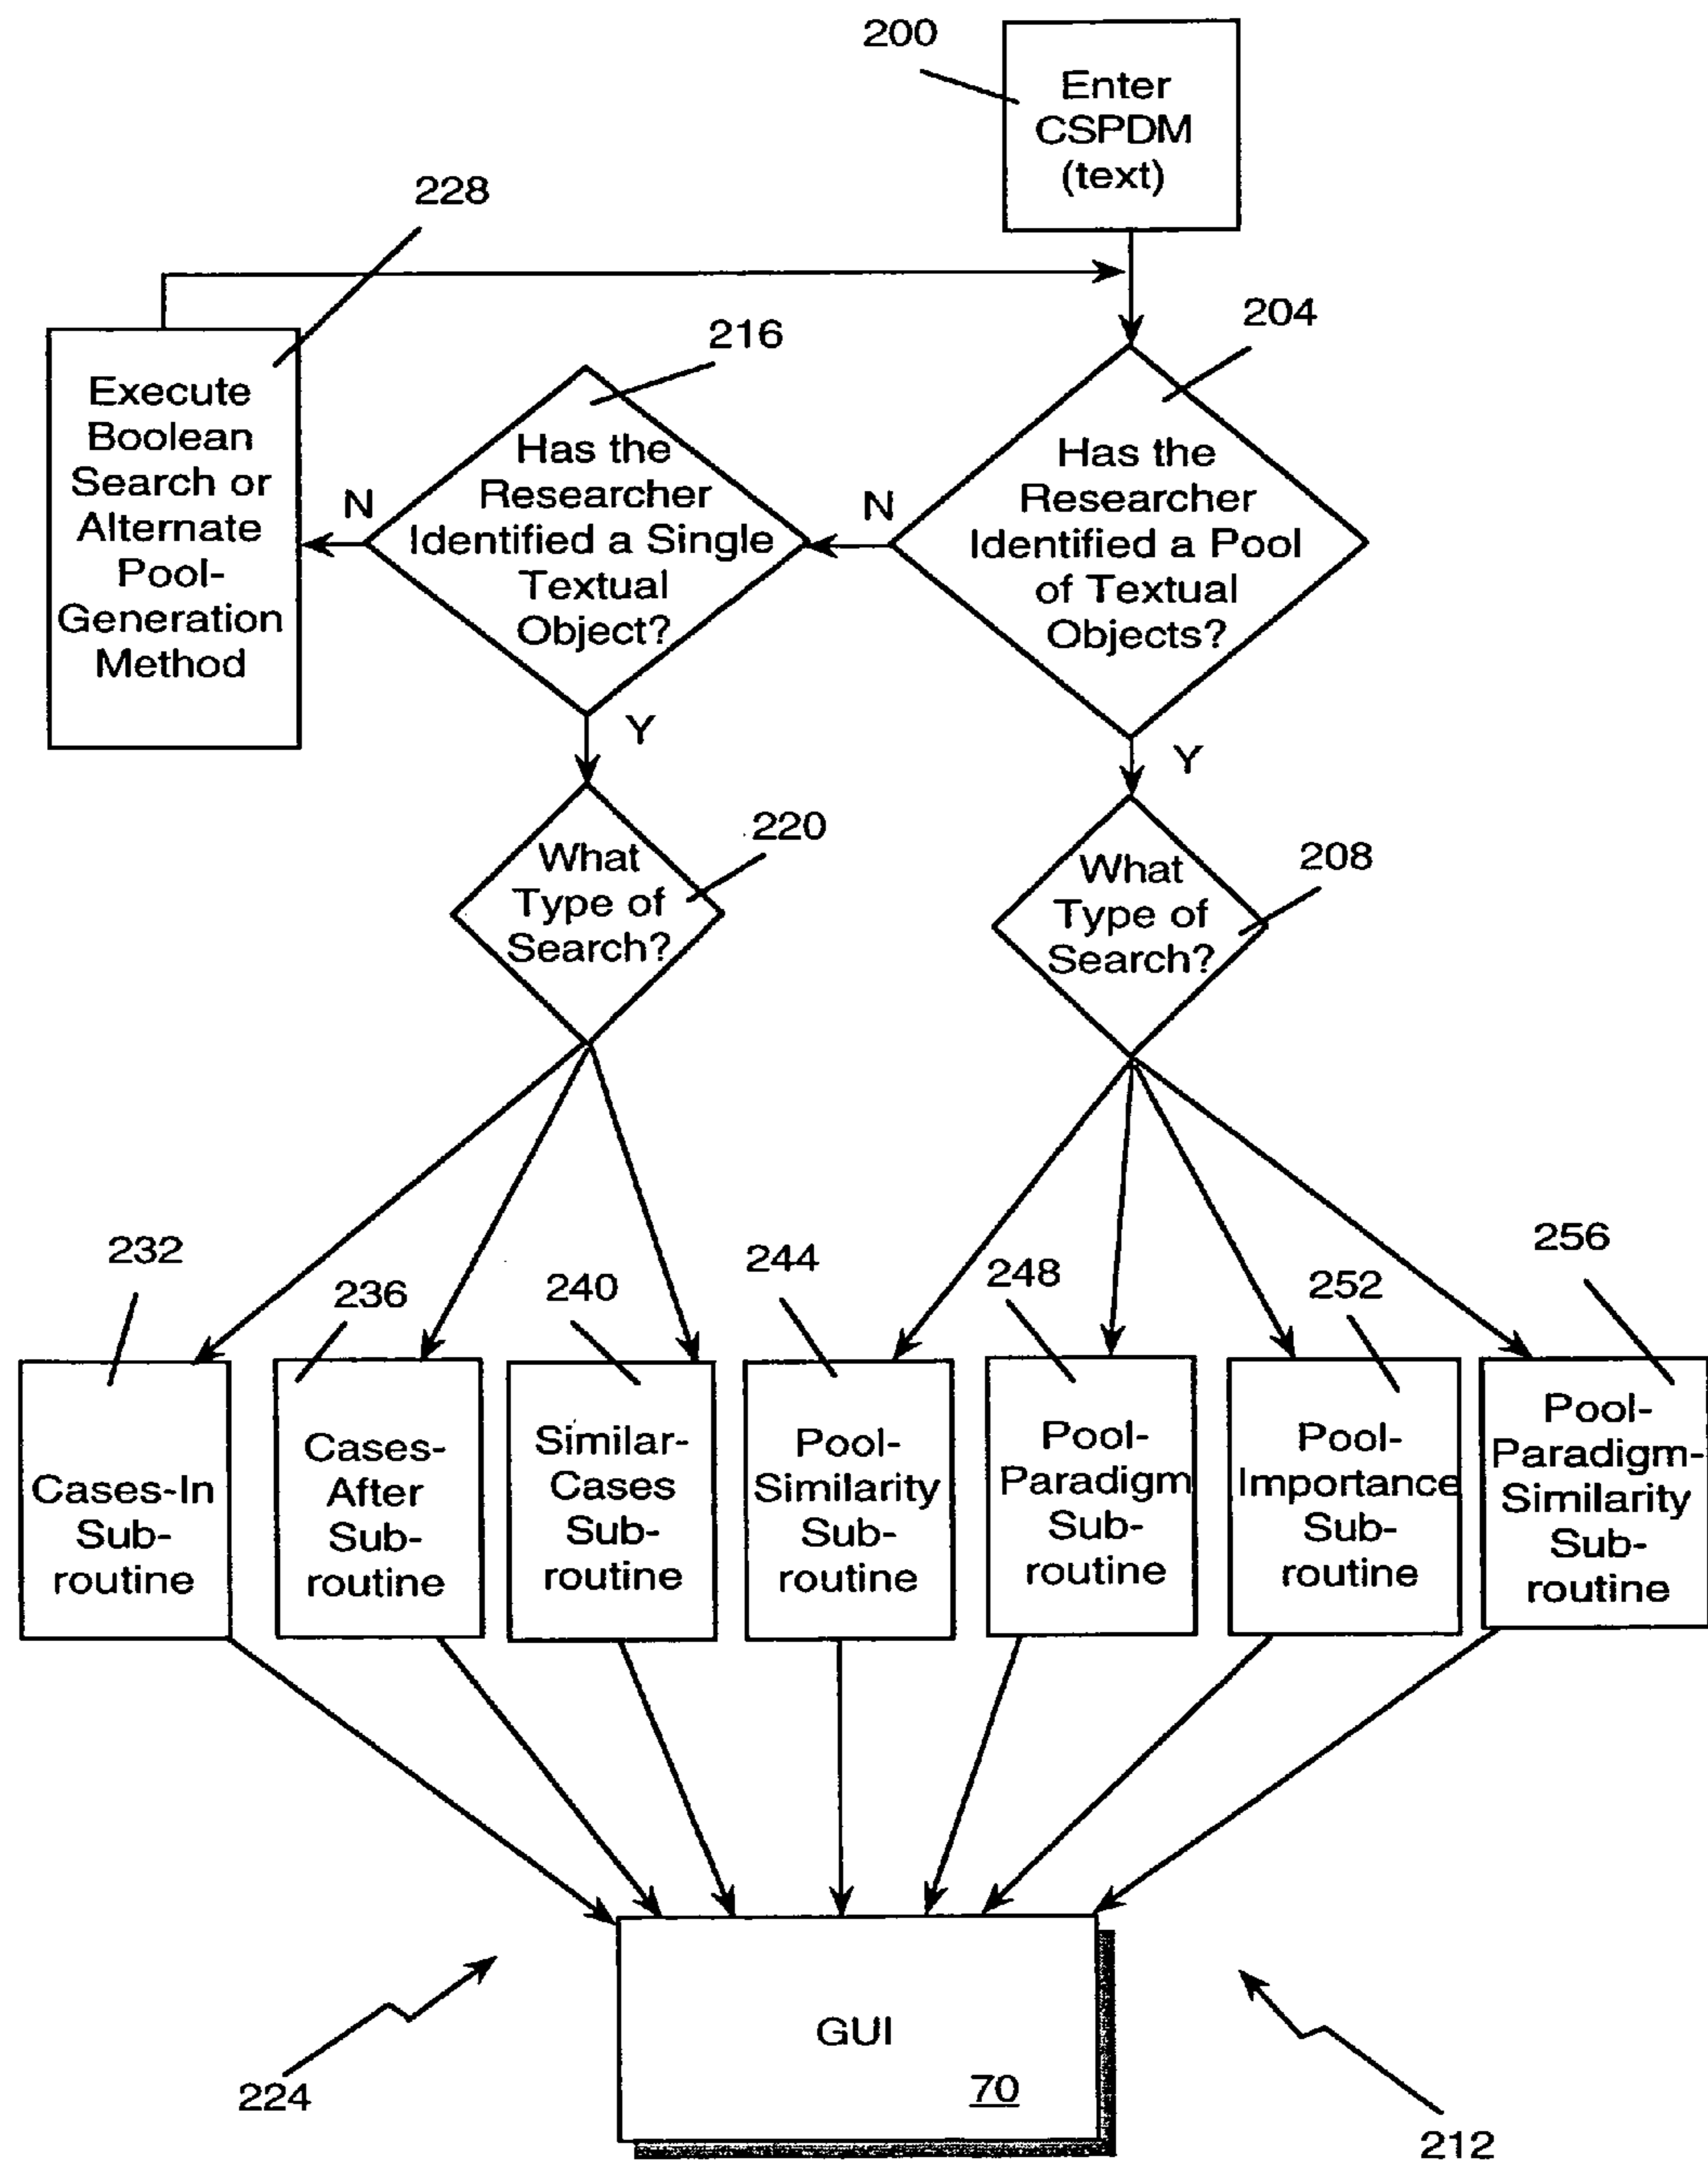 200
Enter
CSPDM
(text)
228
204
216
Execute
Boolean
Search or
Alternate
Pool-
Generation
Method
N
Has the
Researcher
Identified a Single
Textual
Object?
N
Has the
Researcher
Identified a Pool
of Textual
Objects?
Y
Y
220
What
Type of
Search?
208
What
Type of
Search?
232
236
240
244
248
252
256
Cases-In
Sub-
routine
Cases-
After
Sub-
routine
Similar-
Cases
Sub-
routine
Pool-
Similarity
Sub-
routine
Pool-
Paradigm
Sub-
routine
Pool-
Importance
Sub-
routine
Pool-
Paradigm-
Similarity
Sub-
routine
GUI
70
224
212